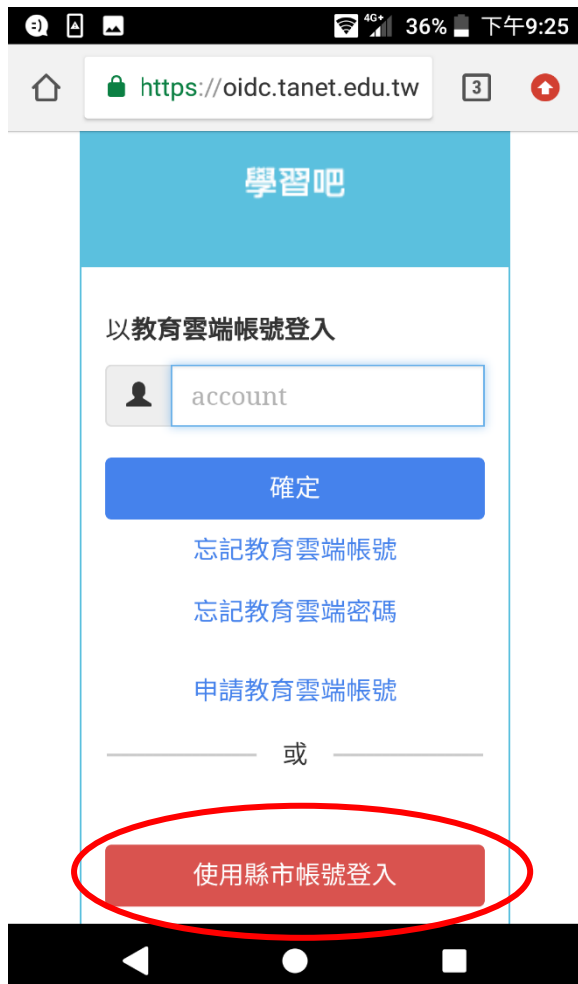 4G+ 36% 下午9:25
https://oidc.tanet.edu.tw 3
學習吧
以教育雲端帳號登入
account
確定
忘記教育雲端帳號
忘記教育雲端密碼
申請教育雲端帳號
或
使用縣市帳號登入